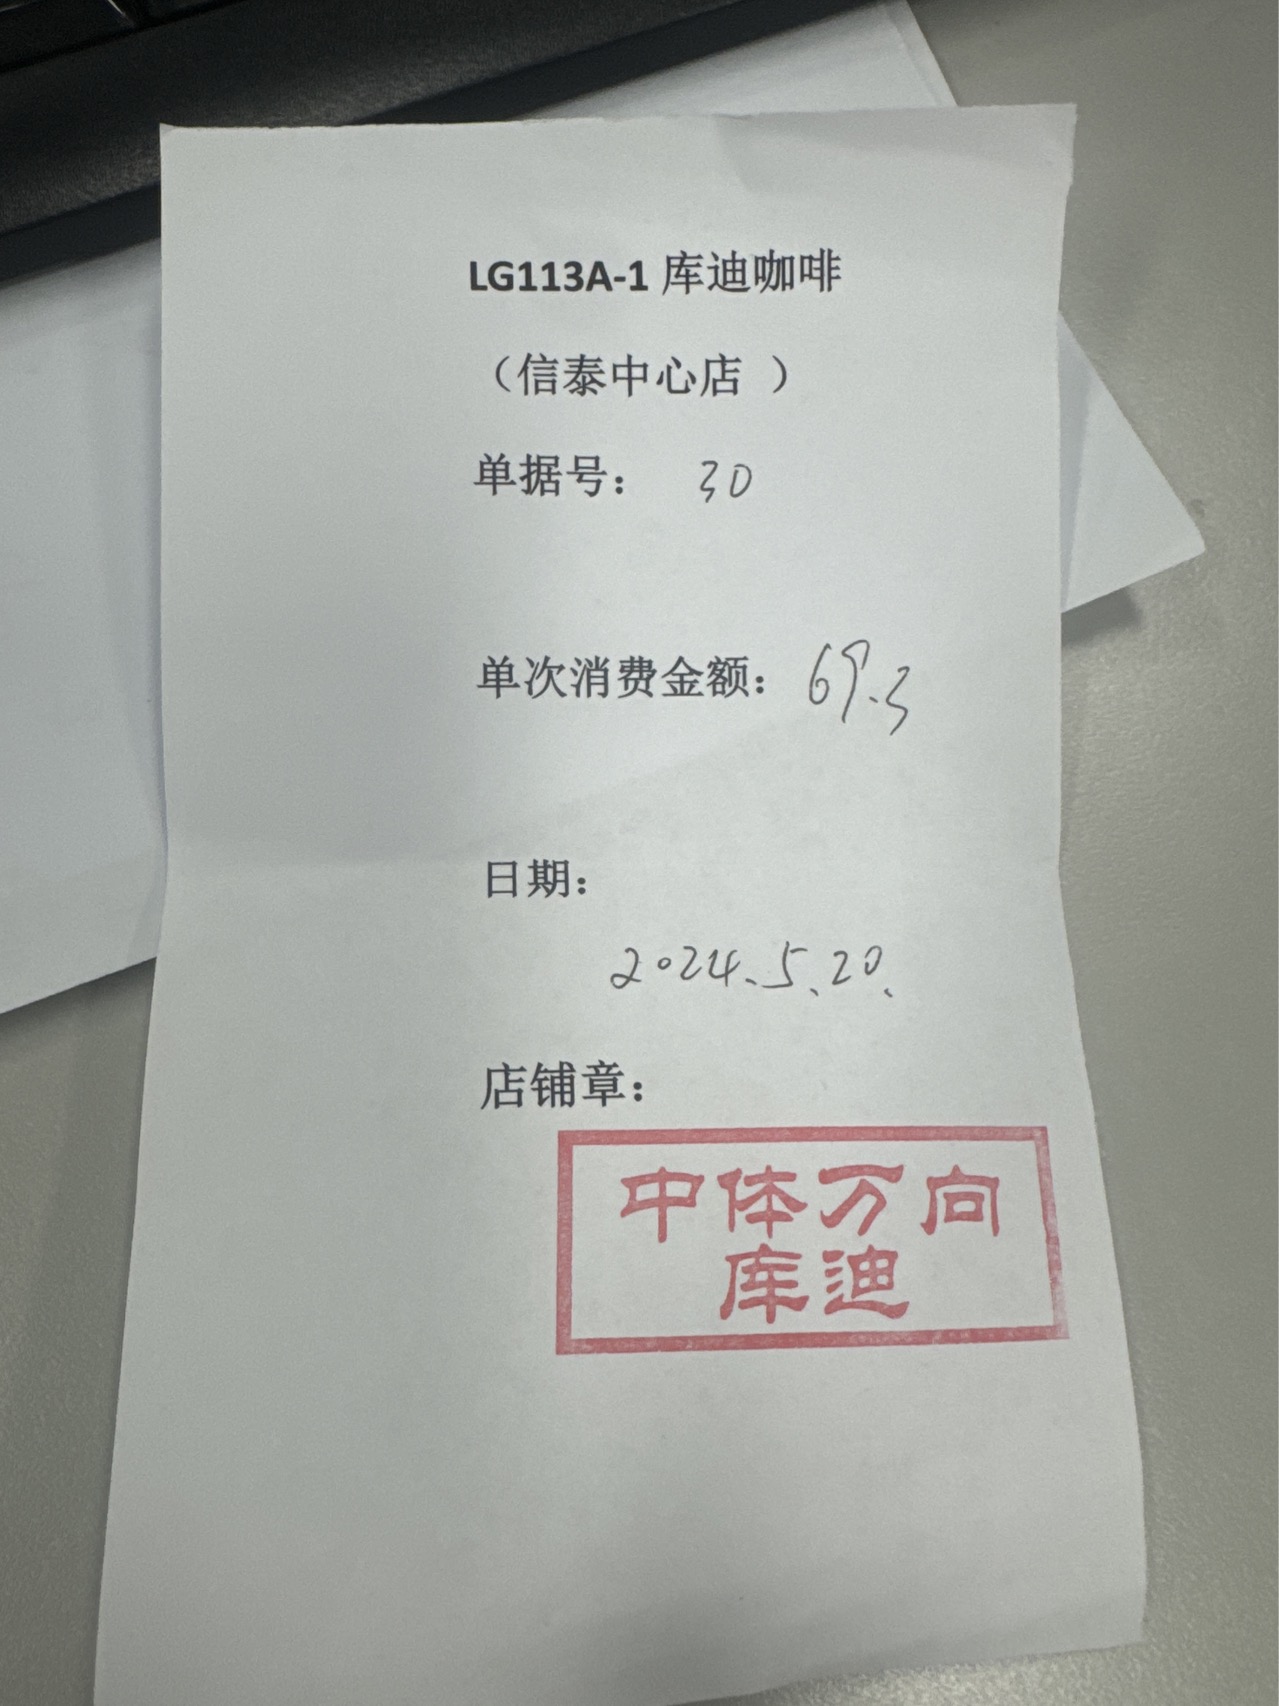 LG113A-1 库迪咖啡
（信泰中心店 ）
单据号： 30
单次消费金额：69.3
日期：
2024、5、20、
店铺章：
中体万向
库迪